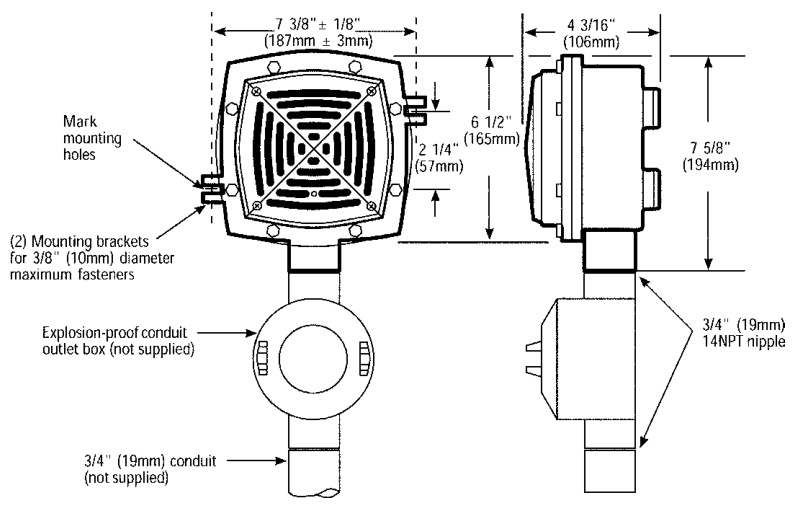 7 3/8" ± 1/8"
(187mm ± 3mm)
4 3/16"
(106mm)
Mark
mounting
holes
6 1/2"
(165mm)
2 1/4"
(57mm)
7 5/8"
(194mm)
(2) Mounting brackets
for 3/8" (10mm) diameter
maximum fasteners
Explosion-proof conduit
outlet box (not supplied)
3/4" (19mm)
14NPT nipple
3/4" (19mm) conduit
(not supplied)